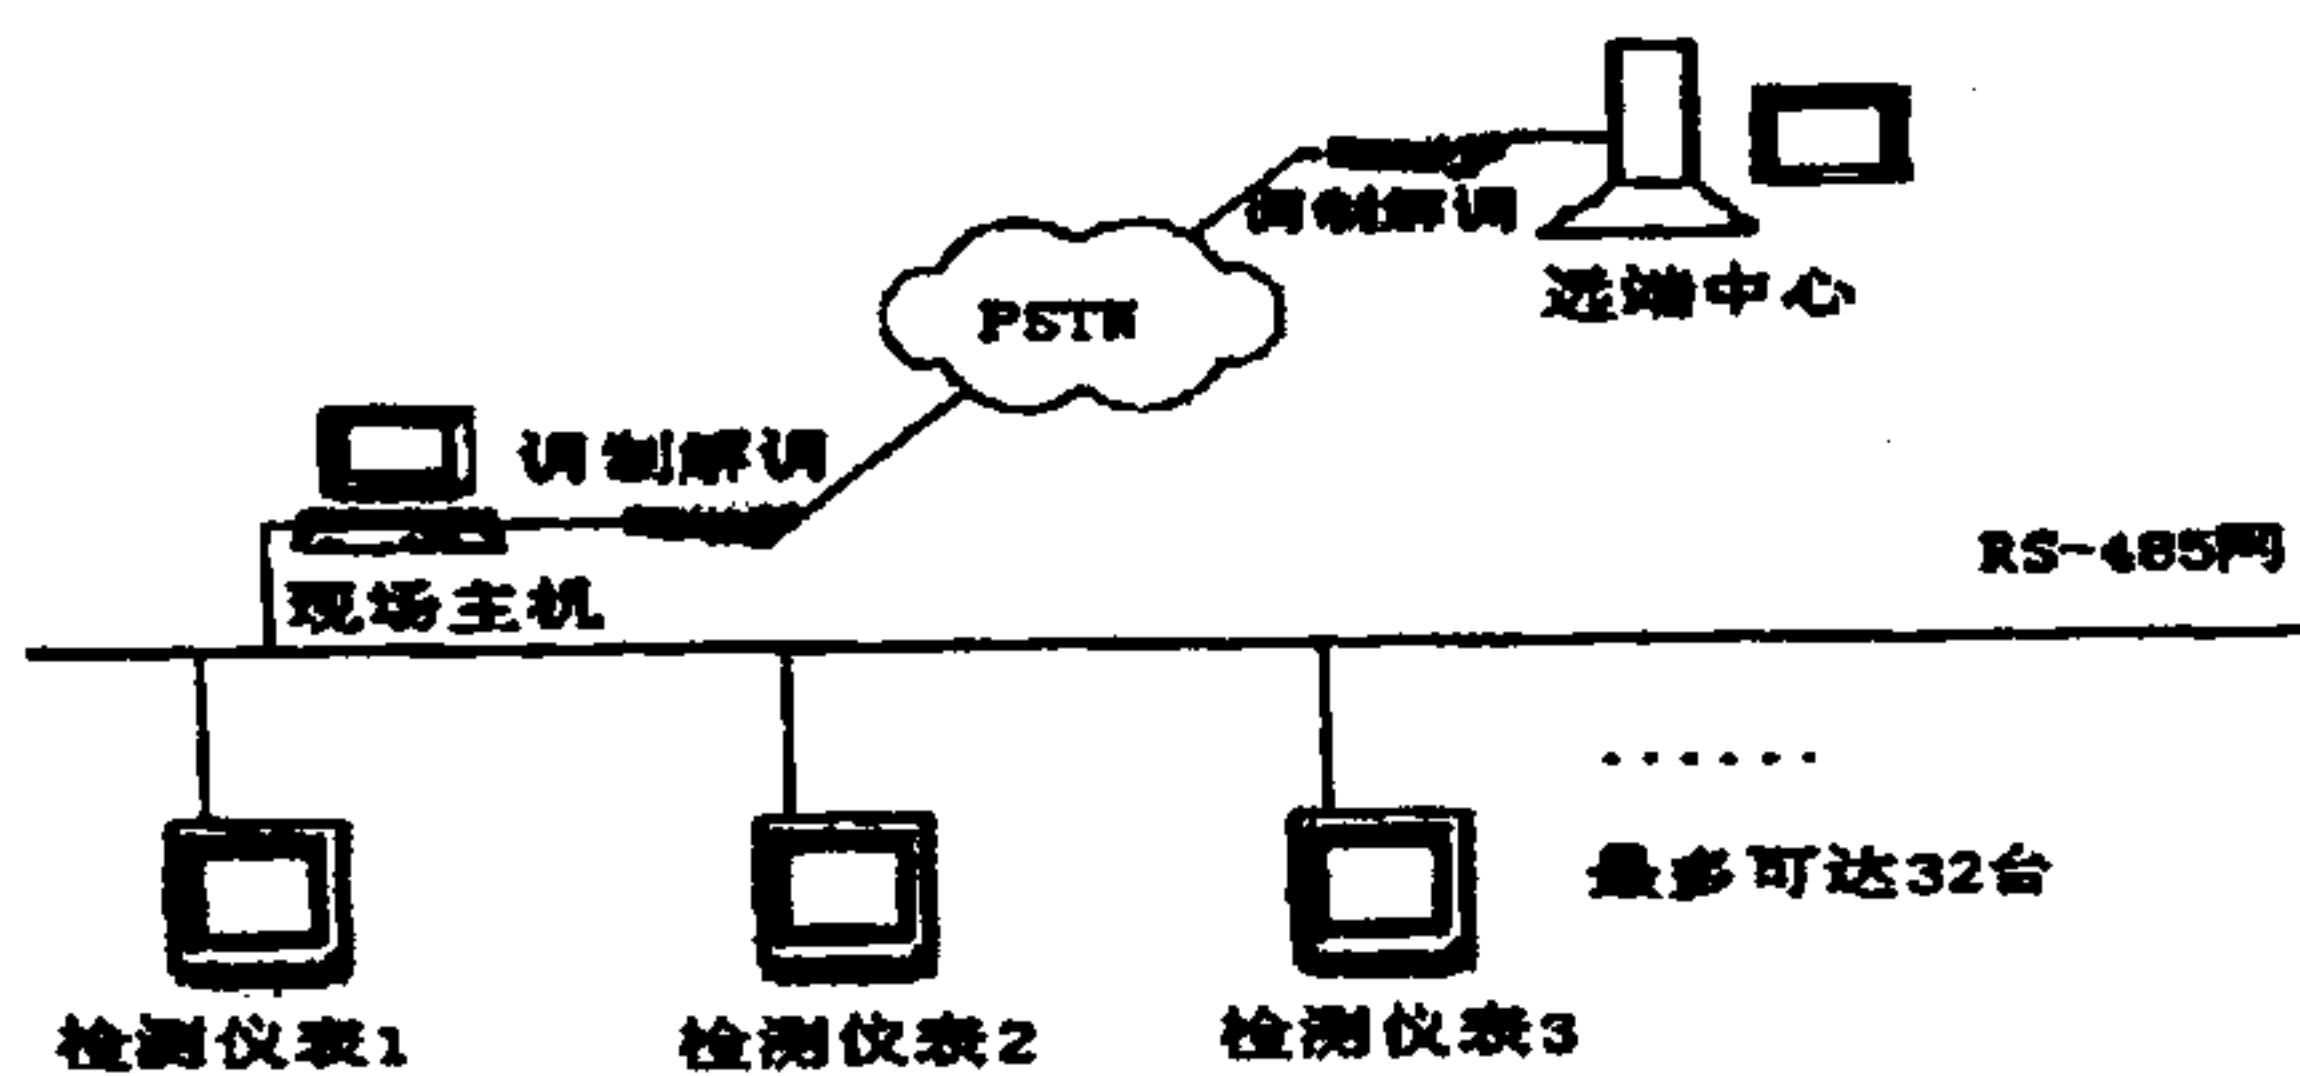 调制解调
远端中心
PSTN
调制解调
现场主机
RS-485网
......
最多可达32台
检测仪表1
检测仪表2
检测仪表3